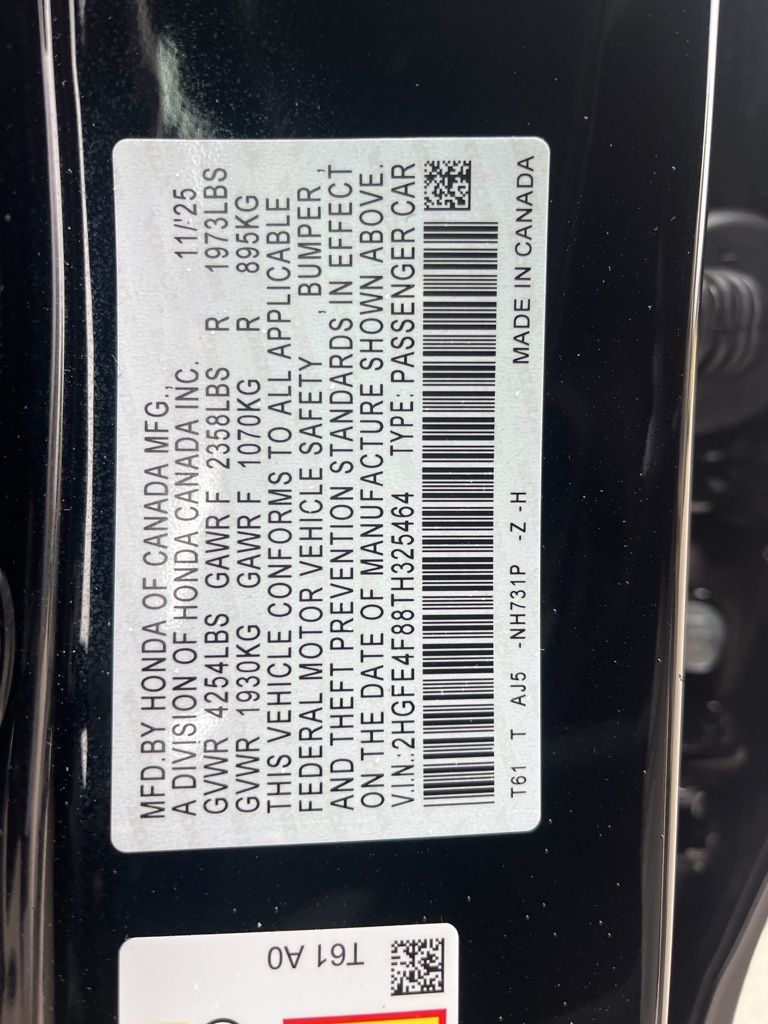 MFD.BY HONDA OF CANADA MFG.,
A DIVISION OF HONDA CANADA INC. 11/'25
GVWR 4254LBS GAWR F 2358LBS R 1973LBS
GVWR 1930KG GAWR F 1070KG R 895KG
THIS VEHICLE CONFORMS TO ALL APPLICABLE
FEDERAL MOTOR VEHICLE SAFETY , BUMPER ,
AND THEFT PREVENTION STANDARDS, IN EFFECT
ON THE DATE OF MANUFACTURE SHOWN ABOVE.
V.I.N.:2HGFE4F88TH325464 TYPE: PASSENGER CAR
T61 T AJ5 -NH731P -Z -H MADE IN CANADA
T61 A0